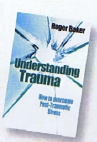 Roger Baker
Understanding
Trauma
How to overcome
Post-Traumatic
Stress